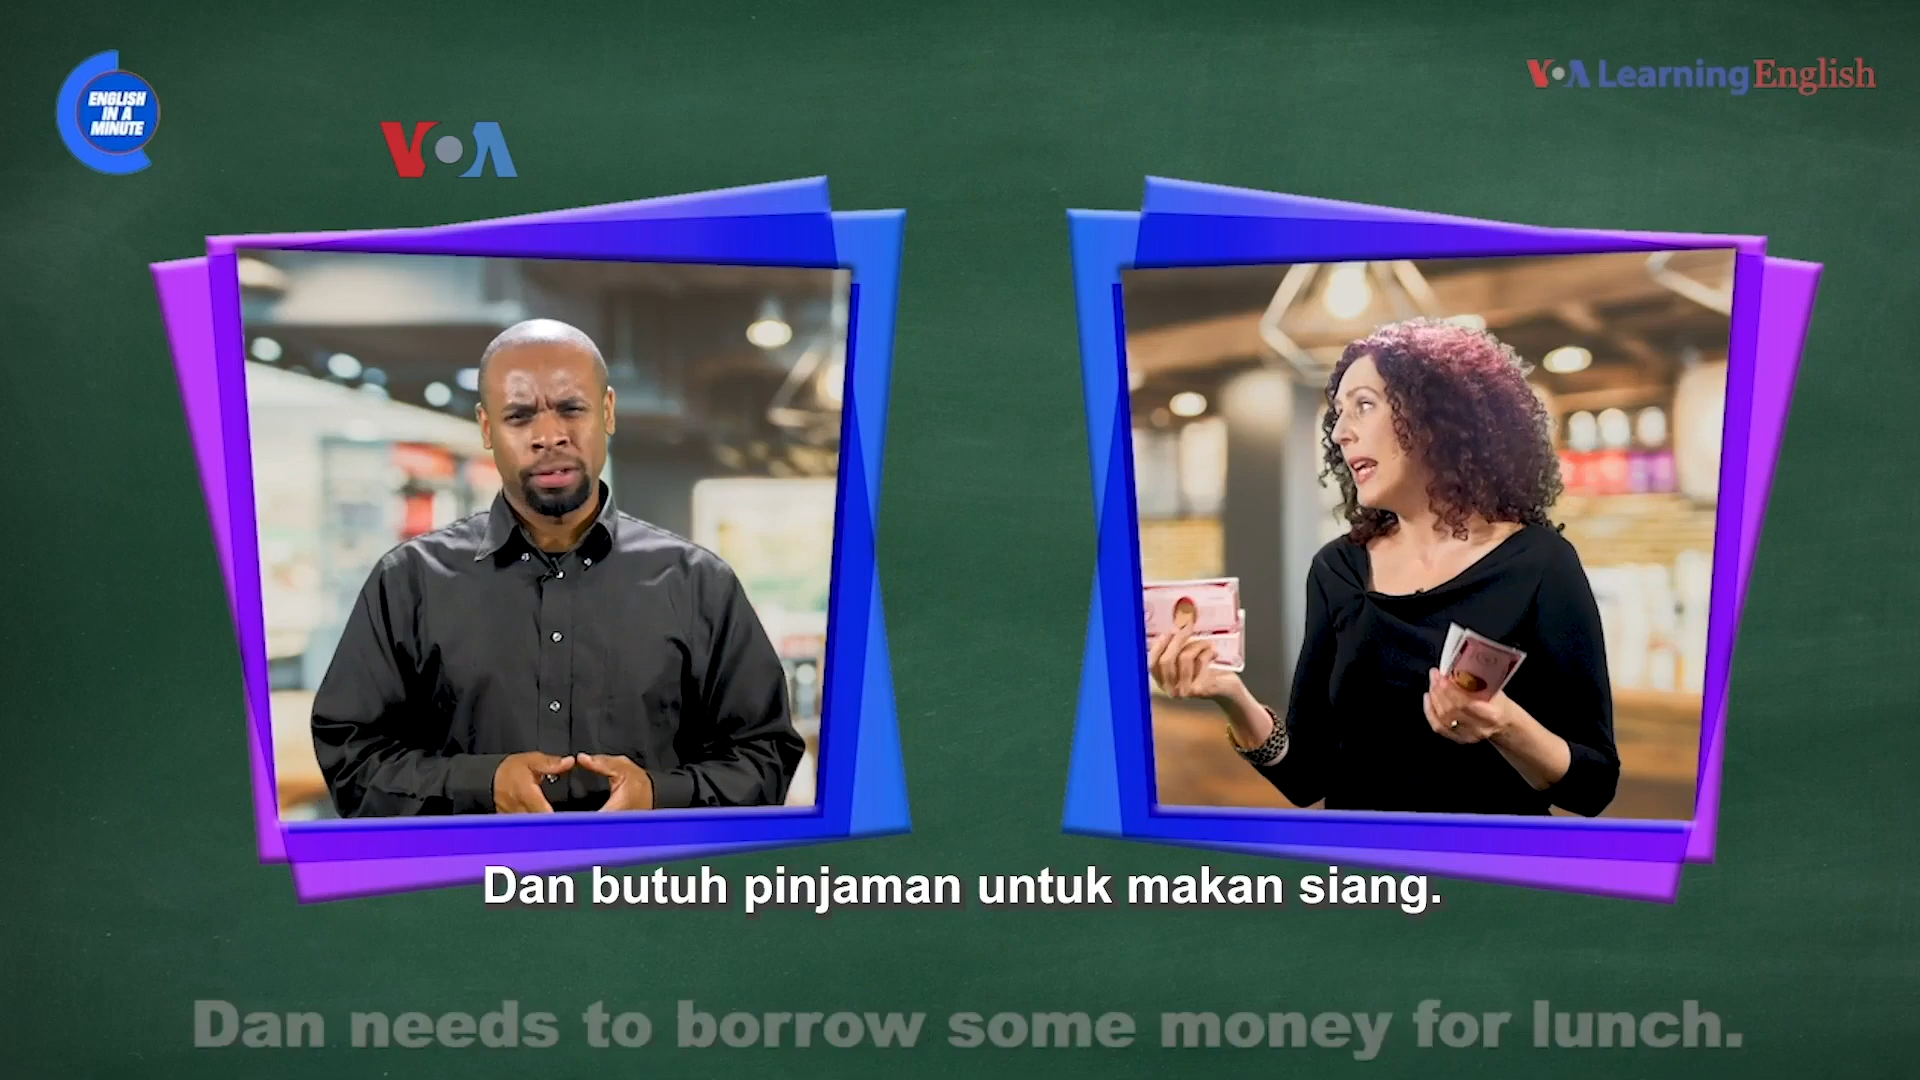 ENGLISH
IN A
MINUTE
VOA Learning English
VOA
Dan butuh pinjaman untuk makan siang.
Dan needs to borrow some money for lunch.